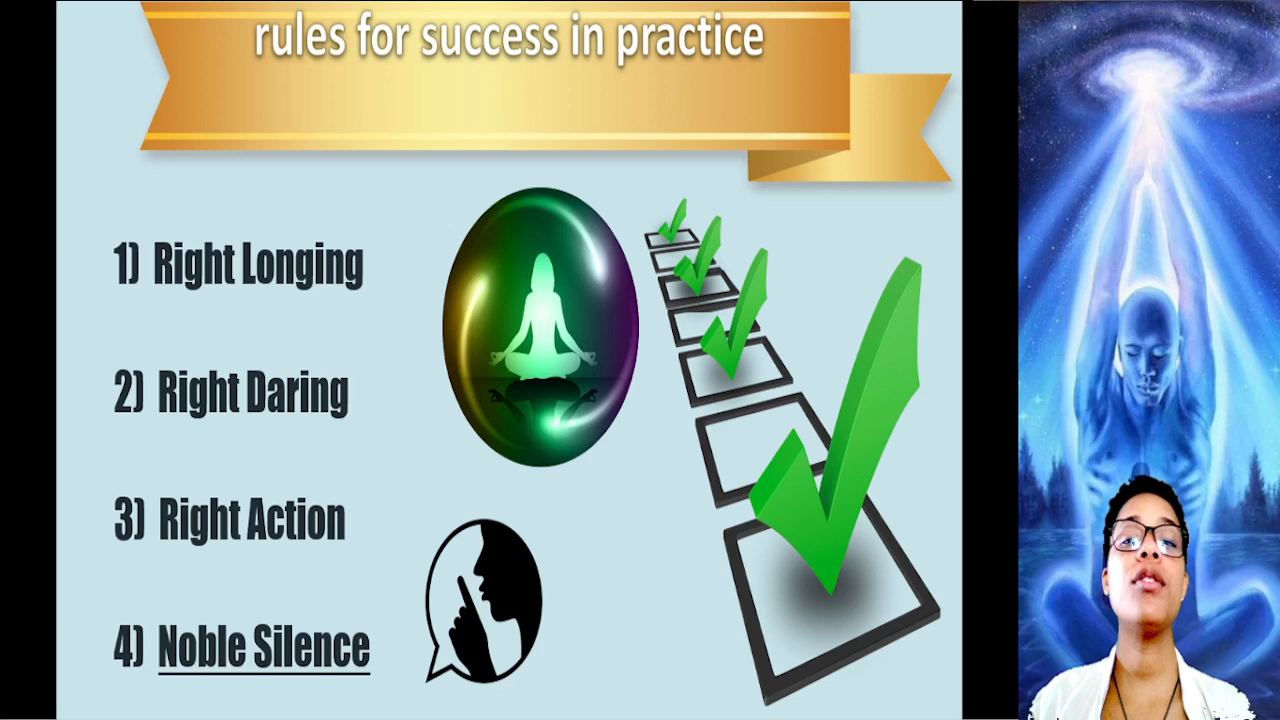 rules for success in practice
1) Right Longing
2) Right Daring
3) Right Action
4) Noble Silence